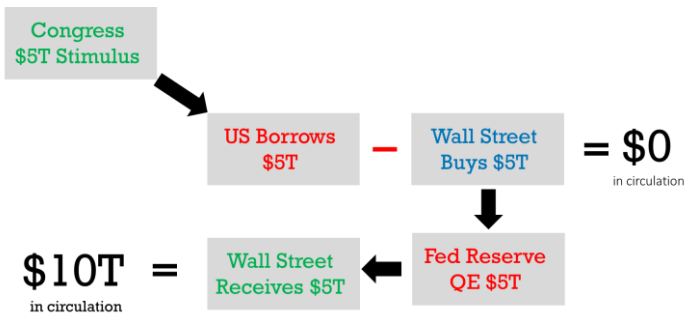 Congress
$5T Stimulus
US Borrows
$5T
–
Wall Street
Buys $5T
= $0
in circulation
$10T =
in circulation
Wall Street
Receives $5T
Fed Reserve
QE $5T